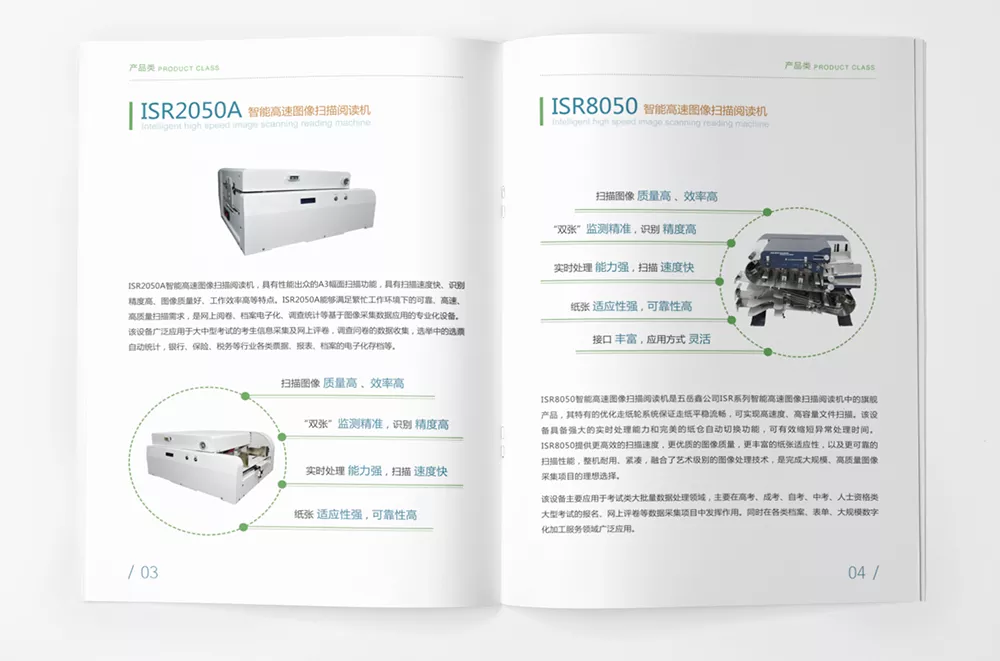 产品类 PRODUCT CLASS
ISR2050A 智能高速图像扫描阅读机
Intelligent high speed image scanning reading machine
ISR2050A智能高速图像扫描阅读机，具有性能出众的A3幅面扫描功能，具有扫描速度快、识别
精度高、图像质量好、工作效率高等特点。ISR2050A能够满足繁忙工作环境下的可靠、高速、
高质量扫描需求，是网上阅卷、档案电子化、调查统计等基于图像采集数据应用的专业化设备。
该设备广泛应用于大中型考试的考生信息采集及网上评卷，调查问卷的数据收集，选举中的选票
自动统计，银行、保险、税务等行业各类票据、报表、档案的电子化存档等。
扫描图像 质量高 、效率高
“双张” 监测精准，识别 精度高
实时处理 能力强，扫描 速度快
纸张 适应性强，可靠性高
/ 03
产品类 PRODUCT CLASS
ISR8050 智能高速图像扫描阅读机
Intelligent high speed image scanning reading machine
扫描图像 质量高 、效率高
“双张” 监测精准，识别 精度高
实时处理 能力强，扫描 速度快
纸张 适应性强，可靠性高
接口 丰富，应用方式 灵活
ISR8050智能高速图像扫描阅读机是五岳鑫公司ISR系列智能高速图像扫描阅读机中的旗舰
产品，其特有的优化走纸轮系统保证走纸平稳流畅，可实现高速度、高容量文件扫描。该设
备具备强大的实时处理能力和完美的纸仓自动切换功能，可有效缩短异常处理时间。
ISR8050提供更高效的扫描速度，更优质的图像质量，更丰富的纸张适应性，以及更可靠的
扫描性能，整机耐用、紧凑，融合了艺术级别的图像处理技术，是完成大规模、高质量图像
采集项目的理想选择。
该设备主要应用于考试类大批量数据处理领域，主要在高考、成考、自考、中考、人士资格类
大型考试的报名、网上评卷等数据采集项目中发挥作用。同时在各类档案、表单、大规模数字
化加工服务领域广泛应用。
04 /